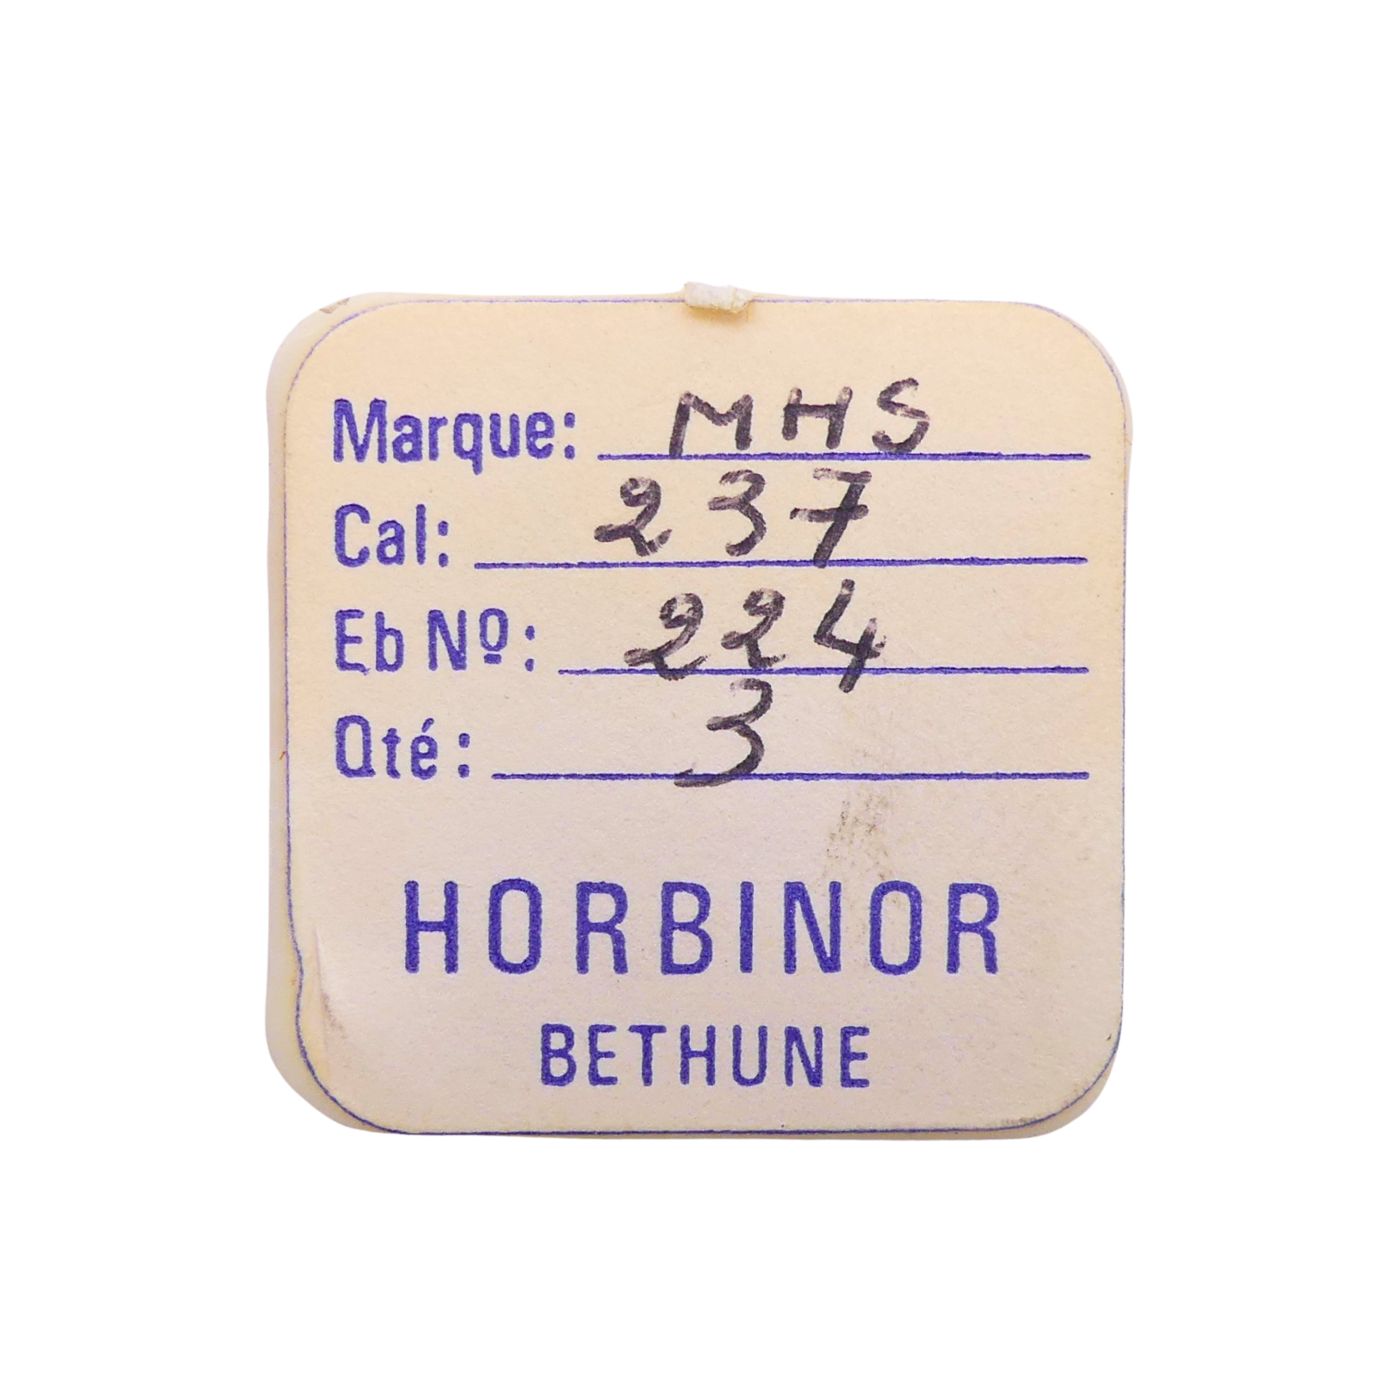 Marque: MHS
Cal: 237
Eb Nº: 224
Qté: 3
HORBINOR
BETHUNE